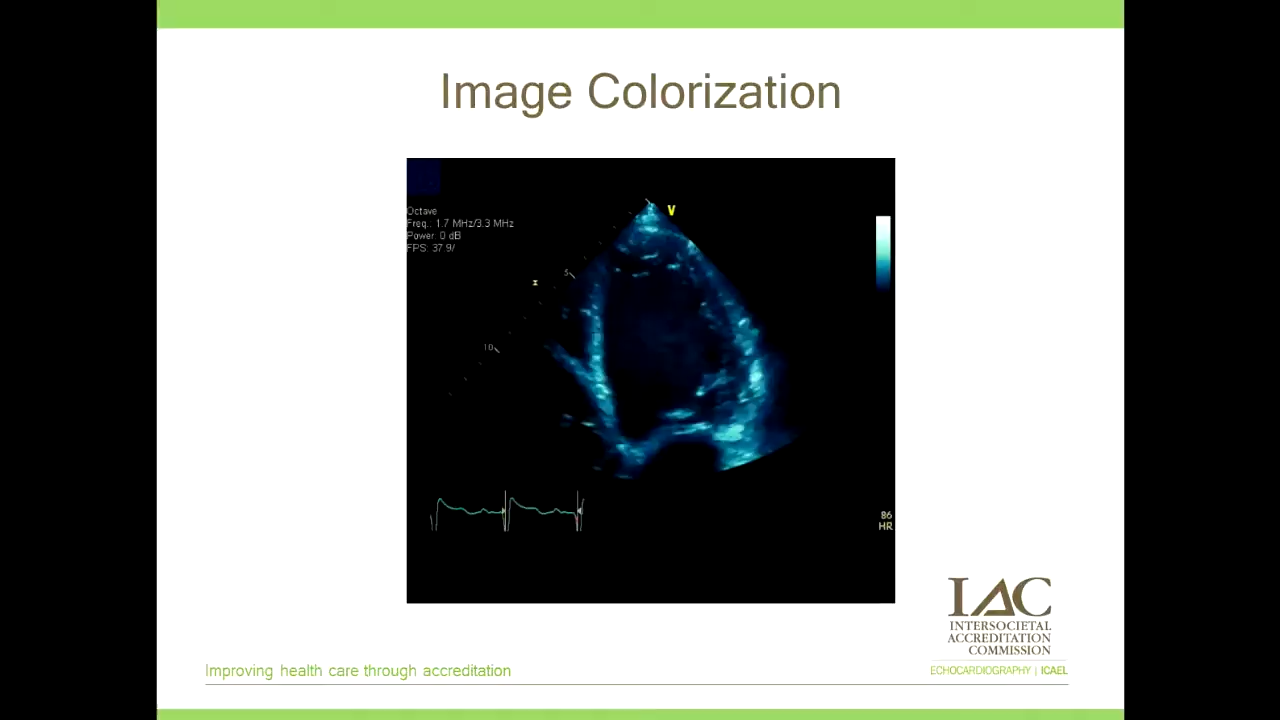 Image Colorization
V
Octave
Freq.: 1.7 MHz/3.3 MHz
Power: 0 dB
FPS: 37.9/
5
10
86
HR
IAC
INTERSOCIETAL
ACCREDITATION
COMMISSION
ECHOCARDIOGRAPHY | ICAEL
Improving health care through accreditation